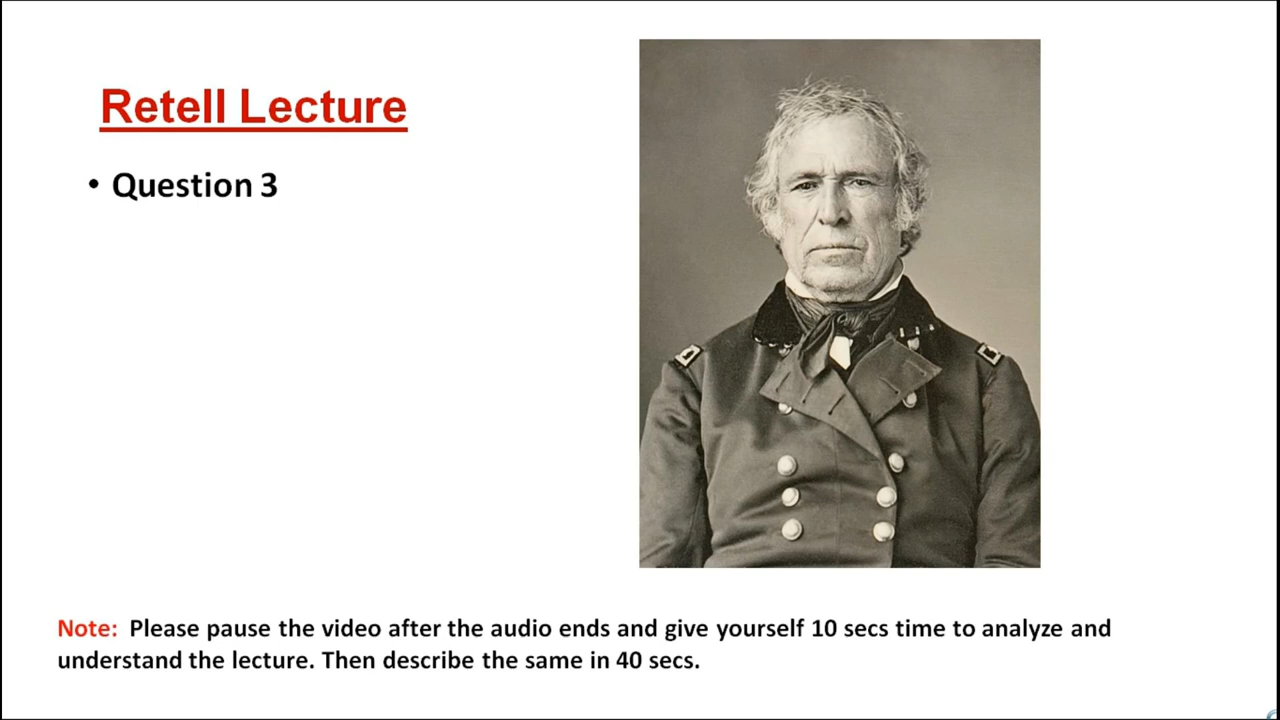 Retell Lecture
• Question 3
Note: Please pause the video after the audio ends and give yourself 10 secs time to analyze and
understand the lecture. Then describe the same in 40 secs.